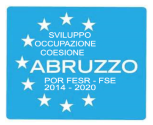 SVILUPPO
OCCUPAZIONE
COESIONE
ABRUZZO
POR FESR - FSE
2014 - 2020